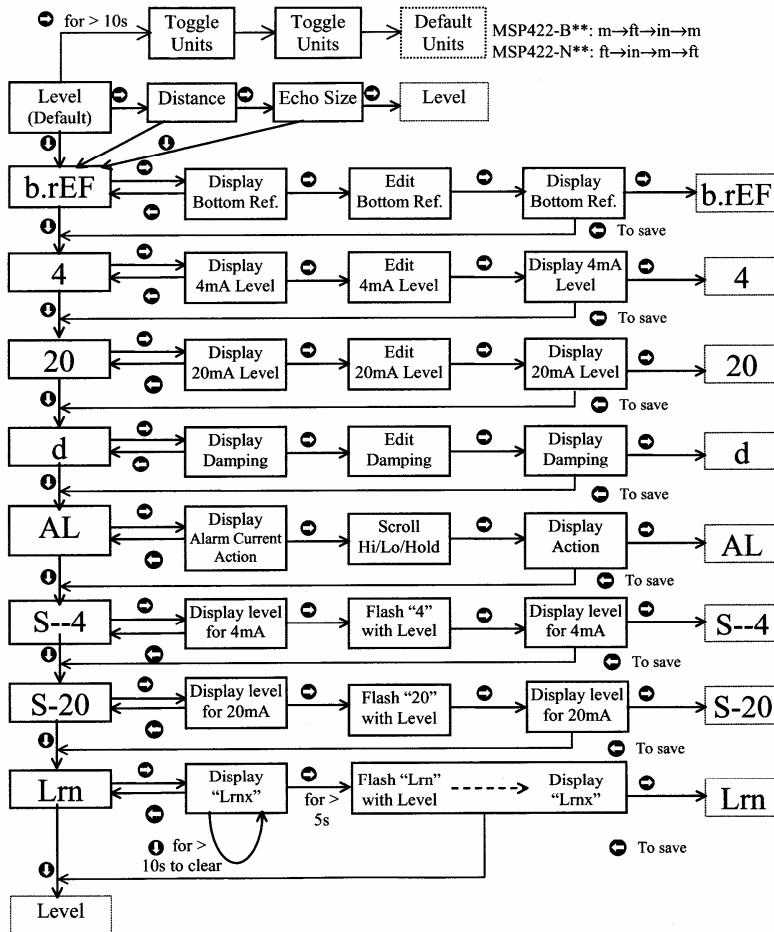 for > 10s
Toggle Units
Toggle Units
Default Units
MSP422-B**: m→ft→in→m
MSP422-N**: ft→in→m→ft
Level (Default)
Distance
Echo Size
Level
b.rEF
Display Bottom Ref.
Edit Bottom Ref.
Display Bottom Ref.
b.rEF
To save
4
Display 4mA Level
Edit 4mA Level
Display 4mA Level
4
To save
20
Display 20mA Level
Edit 20mA Level
Display 20mA Level
20
To save
d
Display Damping
Edit Damping
Display Damping
d
To save
AL
Display Alarm Current Action
Scroll Hi/Lo/Hold
Display Action
AL
To save
S--4
Display level for 4mA
Flash “4” with Level
Display level for 4mA
S--4
To save
S-20
Display level for 20mA
Flash “20” with Level
Display level for 20mA
S-20
To save
Lrn
Display “Lrnx”
for > 5s
Flash “Lrn” with Level
Display “Lrnx”
Lrn
for > 10s to clear
To save
Level